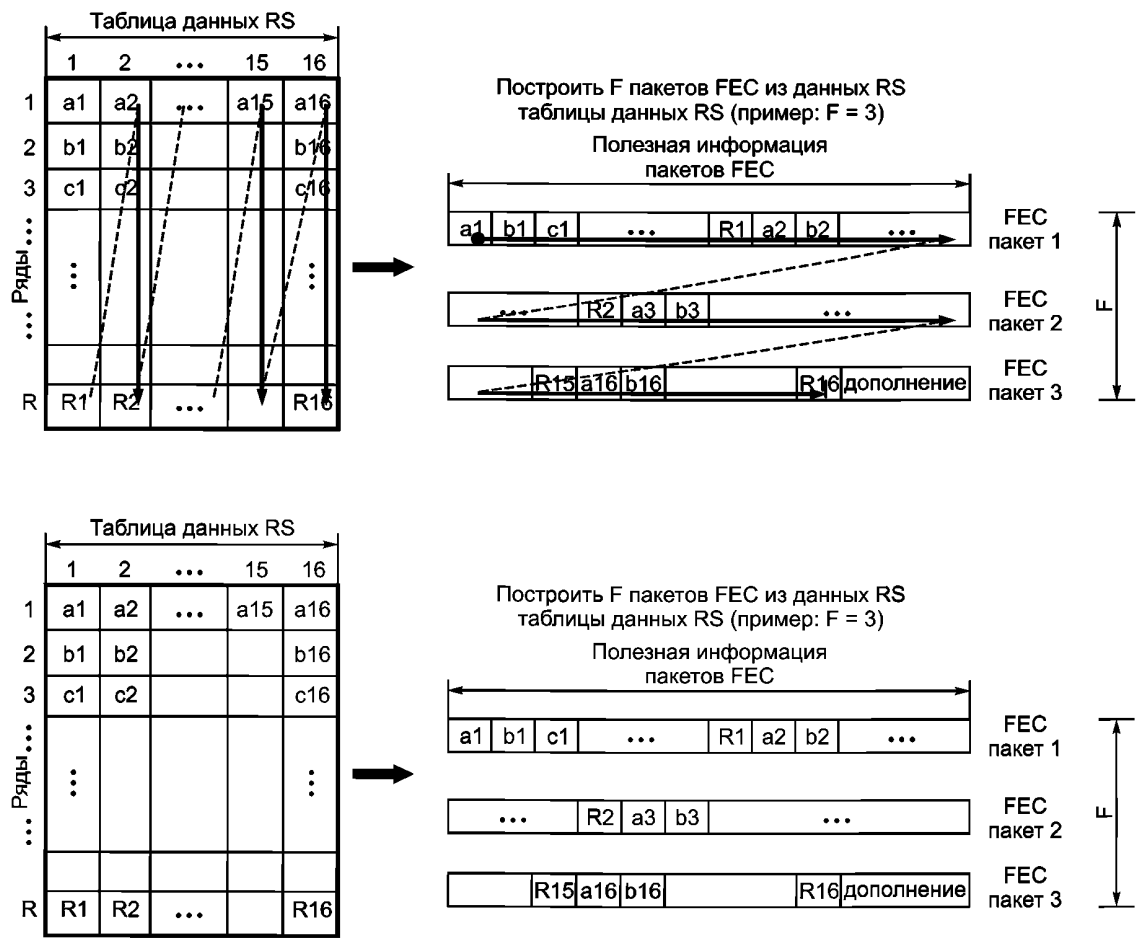 Таблица данных RS
1 2 ... 15 16
1 a1 a2 ... a15 a16
2 b1 b2 b16
3 c1 c2 c16
... Ряды ...
... ...
R R1 R2 ... R16
Построить F пакетов FEC из данных RS
таблицы данных RS (пример: F = 3)
Полезная информация
пакетов FEC
a1 b1 c1 ... R1 a2 b2 ...
FEC
пакет 1
... R2 a3 b3 ...
FEC
пакет 2
R15 a16 b16 R16 дополнение
FEC
пакет 3
F
Таблица данных RS
1 2 ... 15 16
1 a1 a2 ... a15 a16
2 b1 b2 b16
3 c1 c2 c16
... Ряды ...
... ...
R R1 R2 ... R16
Построить F пакетов FEC из данных RS
таблицы данных RS (пример: F = 3)
Полезная информация
пакетов FEC
a1 b1 c1 ... R1 a2 b2 ...
FEC
пакет 1
... R2 a3 b3 ...
FEC
пакет 2
R15 a16 b16 R16 дополнение
FEC
пакет 3
F